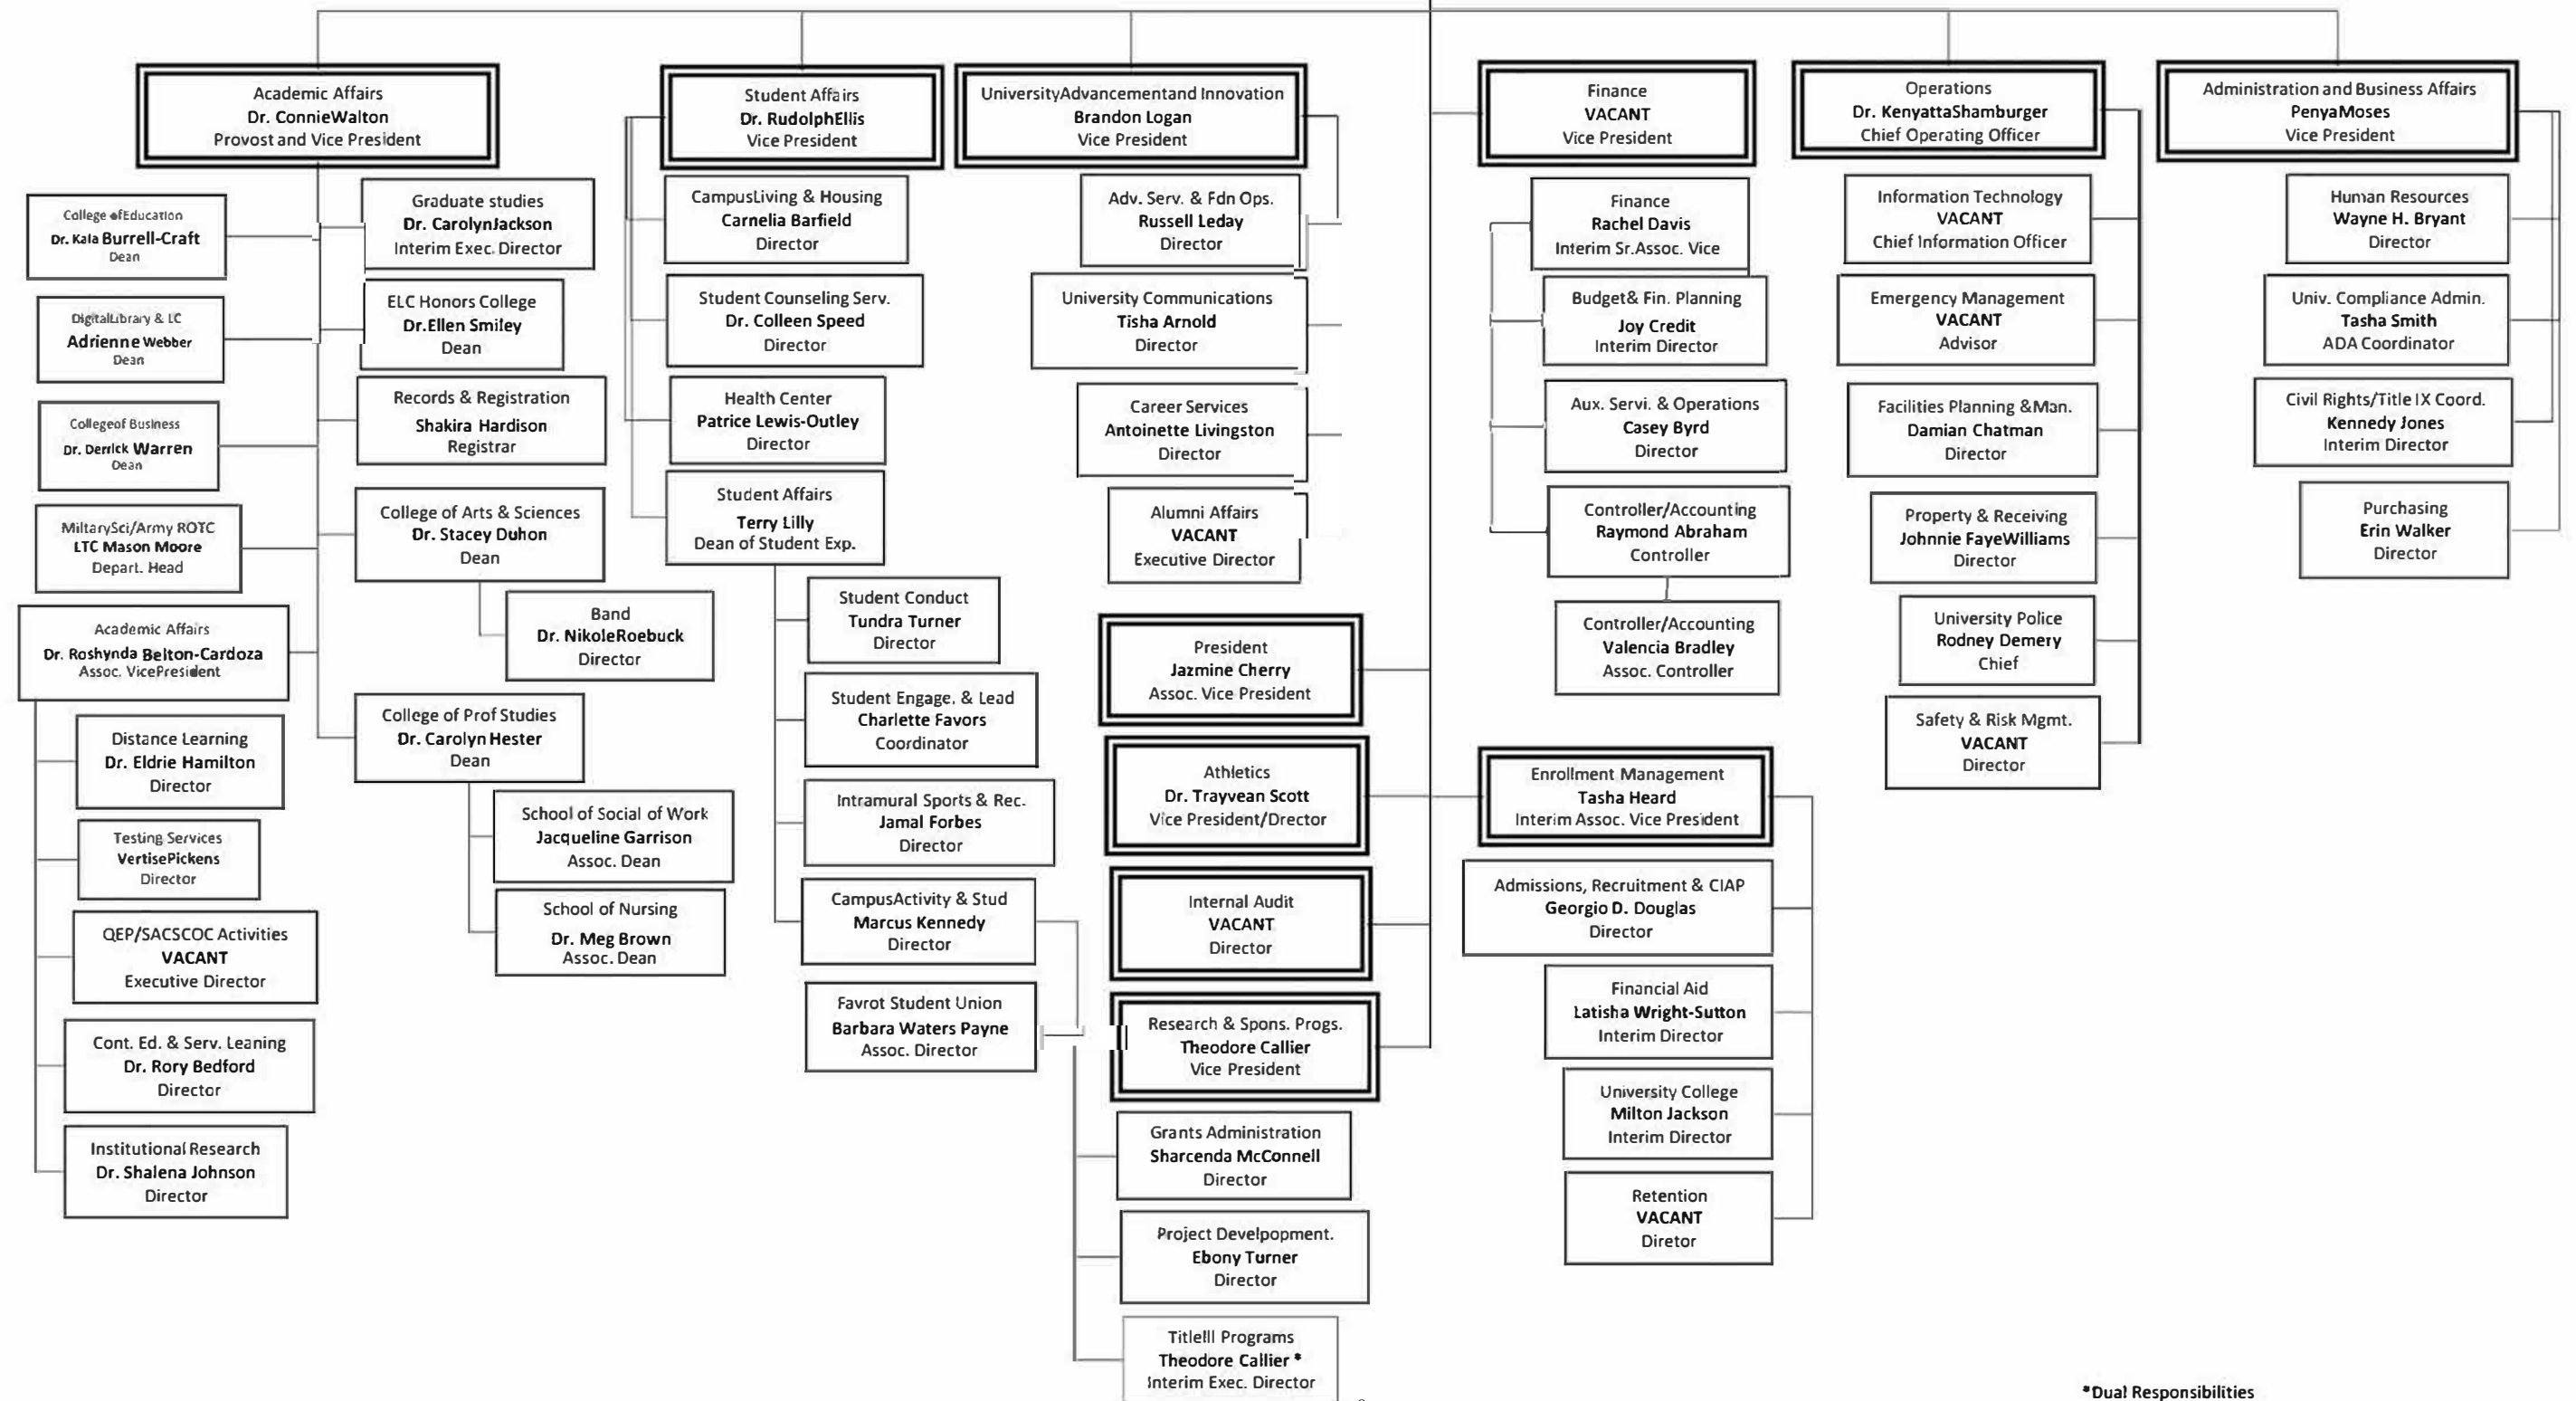 Academic Affairs
Dr. ConnieWalton
Provost and Vice President
College ofEducation
Dr. Kala Burrell-Craft
Dean
Graduate studies
Dr. CarolynJackson
Interim Exec. Director
DigitalLibrary & LC
Adrienne Webber
Dean
ELC Honors College
Dr.Ellen Smiley
Dean
Collegeof Business
Dr. Derrick Warren
Dean
Records & Registration
Shakira Hardison
Registrar
MiltarySci/Army ROTC
LTC Mason Moore
Depart. Head
College of Arts & Sciences
Dr. Stacey Duhon
Dean
Band
Dr. NikoleRoebuck
Director
Academic Affairs
Dr. Roshynda Belton-Cardoza
Assoc. VicePresident
College of Prof Studies
Dr. Carolyn Hester
Dean
Distance Learning
Dr. Eldrie Hamilton
Director
School of Social of Work
Jacqueline Garrison
Assoc. Dean
Testing Services
VertisePickens
Director
School of Nursing
Dr. Meg Brown
Assoc. Dean
QEP/SACSCOC Activities
VACANT
Executive Director
Cont. Ed. & Serv. Leaning
Dr. Rory Bedford
Director
Institutional Research
Dr. Shalena Johnson
Director
Student Affairs
Dr. RudolphEllis
Vice President
CampusLiving & Housing
Carnelia Barfield
Director
Student Counseling Serv.
Dr. Colleen Speed
Director
Health Center
Patrice Lewis-Outley
Director
Student Affairs
Terry Lilly
Dean of Student Exp.
Student Conduct
Tundra Turner
Director
Student Engage. & Lead
Charlette Favors
Coordinator
Intramural Sports & Rec.
Jamal Forbes
Director
CampusActivity & Stud
Marcus Kennedy
Director
Favrot Student Union
Barbara Waters Payne
Assoc. Director
UniversityAdvancementand Innovation
Brandon Logan
Vice President
Adv. Serv. & Fdn Ops.
Russell Leday
Director
University Communications
Tisha Arnold
Director
Career Services
Antoinette Livingston
Director
Alumni Affairs
VACANT
Executive Director
President
Jazmine Cherry
Assoc. Vice President
Athletics
Dr. Trayvean Scott
Vice President/Drector
Internal Audit
VACANT
Director
Research & Spons. Progs.
Theodore Callier
Vice President
Grants Administration
Sharcenda McConnell
Director
Project Develpopment.
Ebony Turner
Director
TitleIII Programs
Theodore Callier *
Interim Exec. Director
Finance
VACANT
Vice President
Finance
Rachel Davis
Interim Sr.Assoc. Vice
Budget& Fin. Planning
Joy Credit
Interim Director
Aux. Servi. & Operations
Casey Byrd
Director
Controller/Accounting
Raymond Abraham
Controller
Controller/Accounting
Valencia Bradley
Assoc. Controller
Enrollment Management
Tasha Heard
Interim Assoc. Vice President
Admissions, Recruitment & CIAP
Georgio D. Douglas
Director
Financial Aid
Latisha Wright-Sutton
Interim Director
University College
Milton Jackson
Interim Director
Retention
VACANT
Diretor
Operations
Dr. KenyattaShamburger
Chief Operating Officer
Information Technology
VACANT
Chief Information Officer
Emergency Management
VACANT
Advisor
Facilities Planning &Man.
Damian Chatman
Director
Property & Receiving
Johnnie FayeWilliams
Director
University Police
Rodney Demery
Chief
Safety & Risk Mgmt.
VACANT
Director
Administration and Business Affairs
PenyaMoses
Vice President
Human Resources
Wayne H. Bryant
Director
Univ. Compliance Admin.
Tasha Smith
ADA Coordinator
Civil Rights/Title IX Coord.
Kennedy Jones
Interim Director
Purchasing
Erin Walker
Director
*Dual Responsibilities